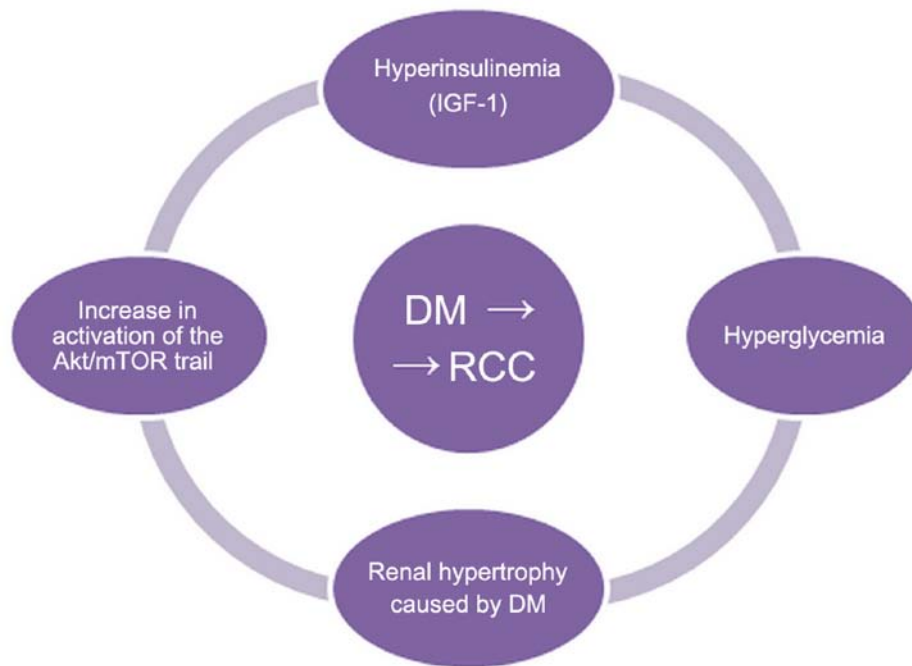 Hyperinsulinemia
(IGF-1)
Increase in
activation of the
Akt/mTOR trail
DM →
→ RCC
Hyperglycemia
Renal hypertrophy
caused by DM